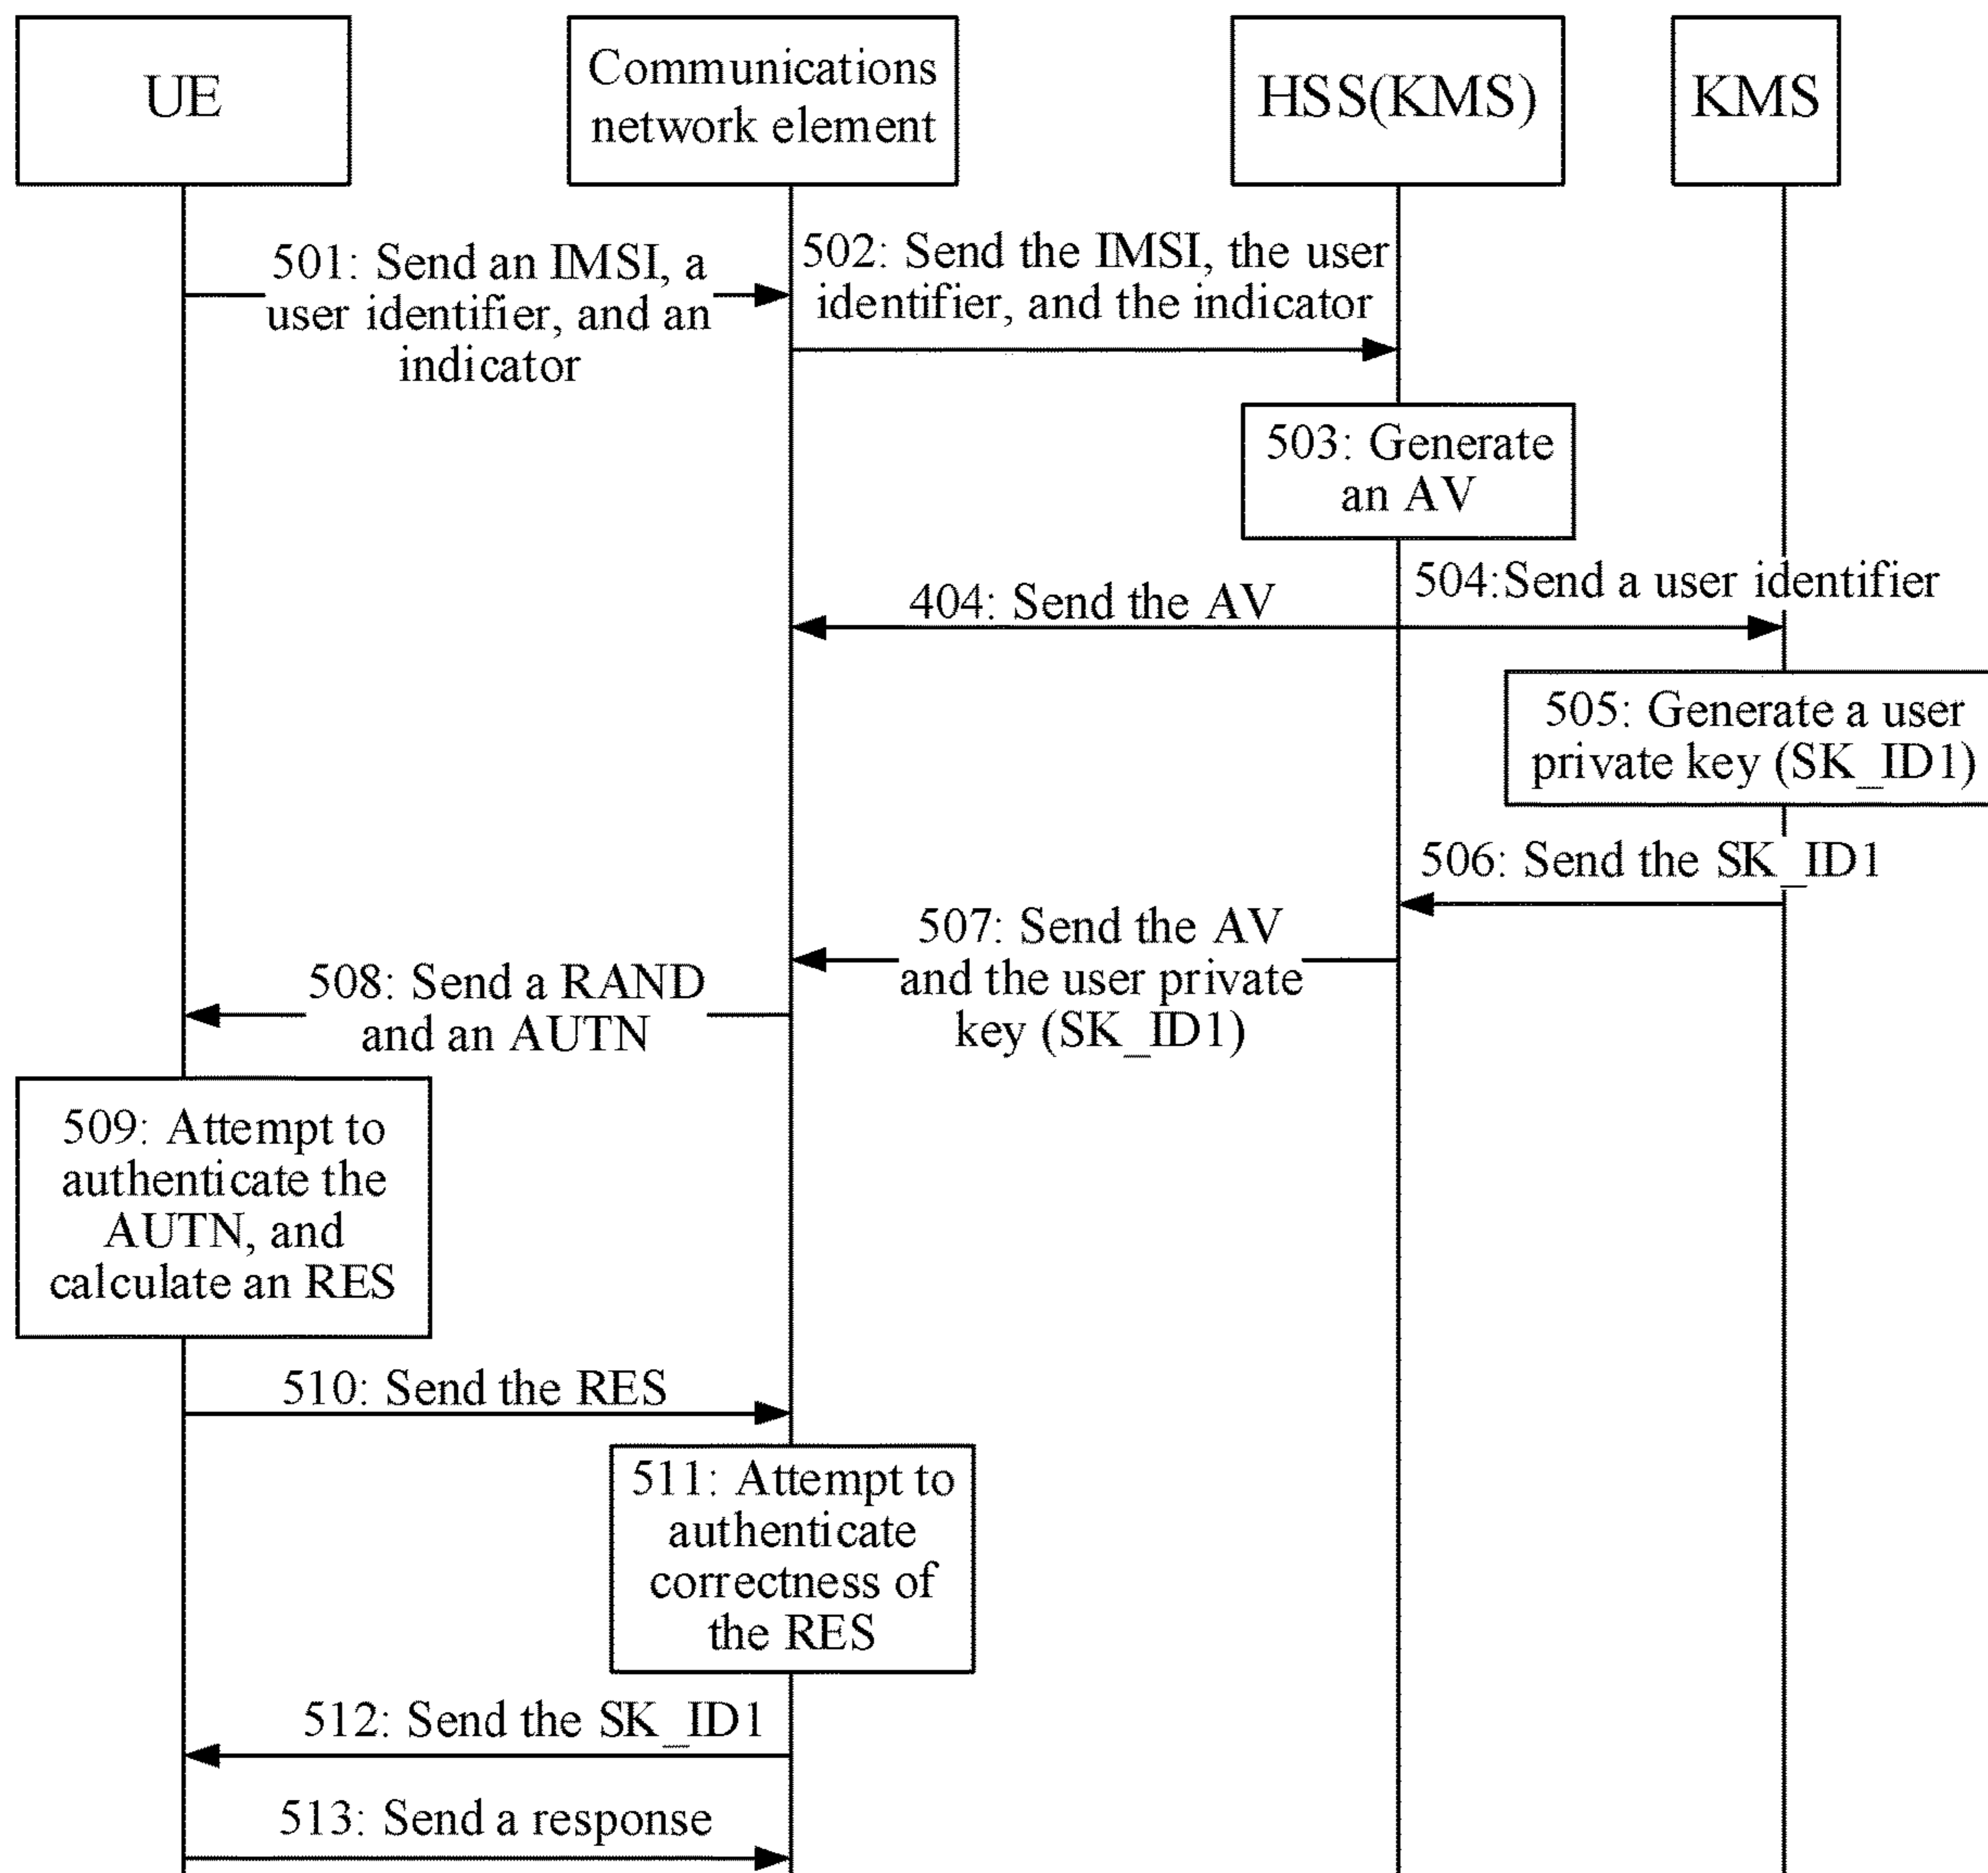 UE
Communications
network element
HSS(KMS)
KMS
501: Send an IMSI, a
user identifier, and an
indicator
502: Send the IMSI, the user
identifier, and the indicator
503: Generate
an AV
504:Send a user identifier
404: Send the AV
505: Generate a user
private key (SK_ID1)
506: Send the SK_ID1
507: Send the AV
and the user private
key (SK_ID1)
508: Send a RAND
and an AUTN
509: Attempt to
authenticate the
AUTN, and
calculate an RES
510: Send the RES
511: Attempt to
authenticate
correctness of
the RES
512: Send the SK_ID1
513: Send a response